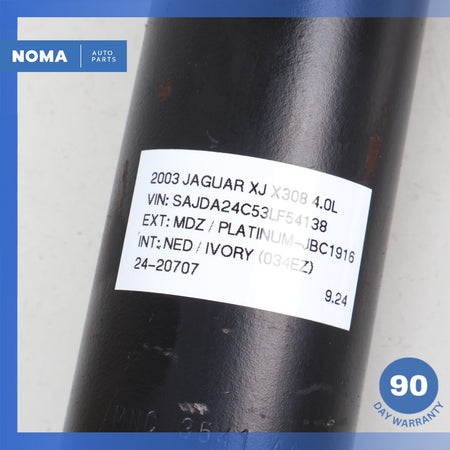 NOMA AUTO PARTS
2003 JAGUAR XJ X308 4.0L
VIN: SAJDA24C53LF54138
EXT: MDZ / PLATINUM-JBC1916
INT: NED / IVORY (034EZ)
24-20707 9.24
90
DAY WARRANTY